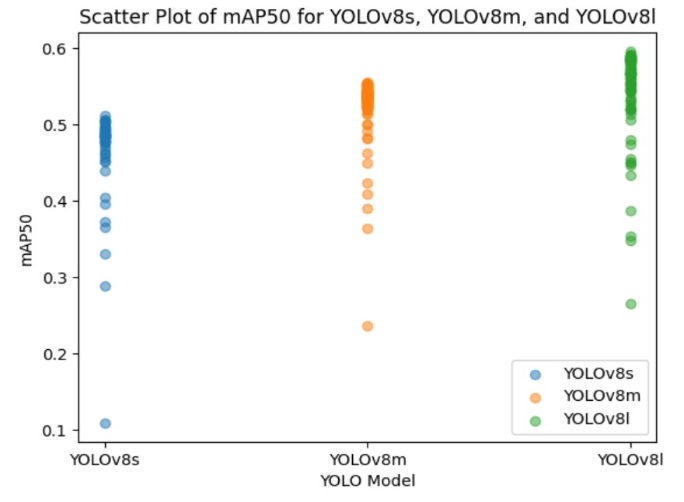 Scatter Plot of mAP50 for YOLOv8s, YOLOv8m, and YOLOv8l
0.6
0.5
0.4
0.3
0.2
0.1
mAP50
YOLOv8s
YOLOv8m
YOLOv8l
YOLOv8s YOLOv8m YOLOv8l
YOLO Model